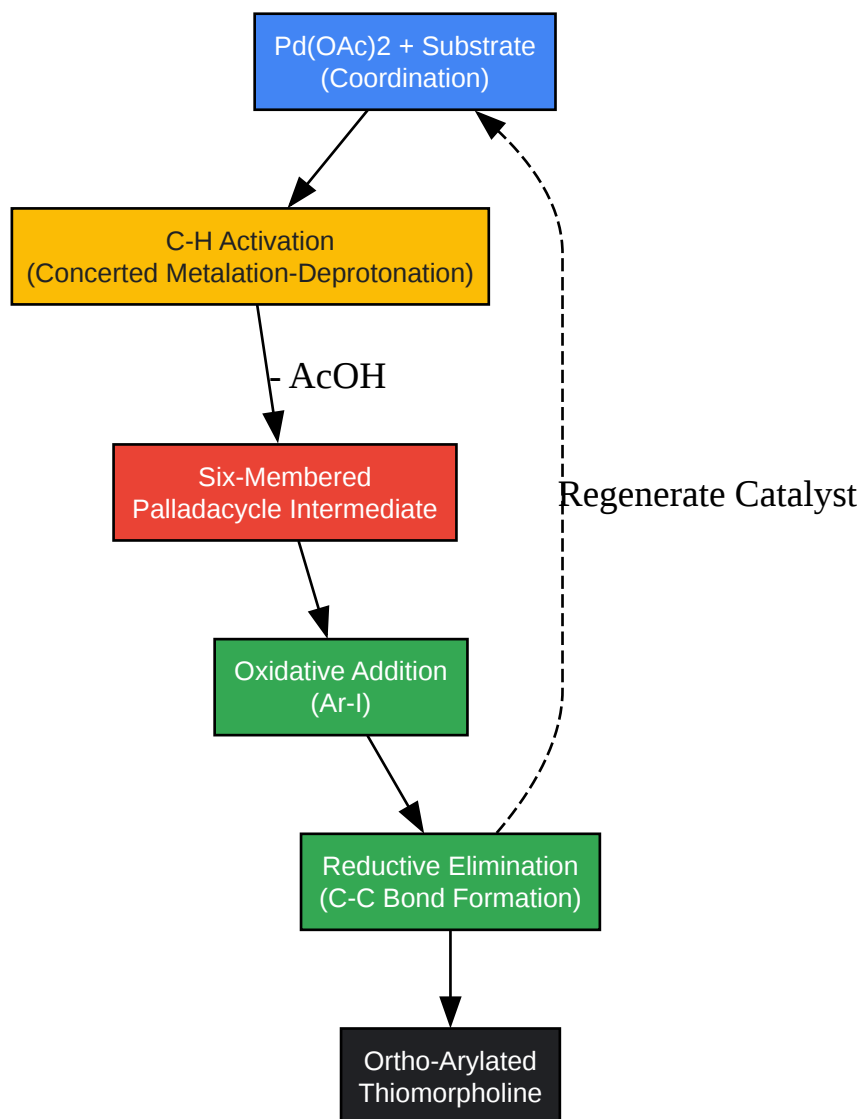 Pd(OAc)2 + Substrate
(Coordination)
C-H Activation
(Concerted Metalation-Deprotonation)
- AcOH
Six-Membered
Palladacycle Intermediate
Regenerate Catalyst
Oxidative Addition
(Ar-I)
Reductive Elimination
(C-C Bond Formation)
Ortho-Arylated
Thiomorpholine